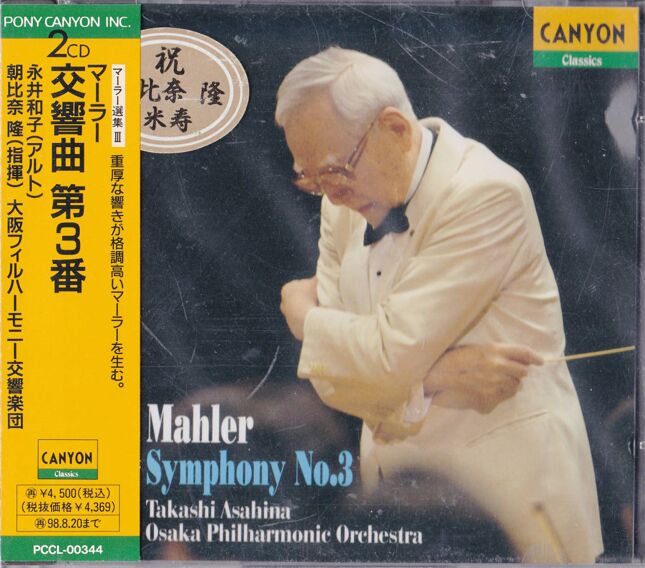 PONY CANYON INC.
2CD
マーラー
交響曲 第3番
マーラー選集 Ⅲ
重厚な響きが格調高いマーラーを生む。
永井和子(アルト)
朝比奈 隆(指揮) 大阪フィルハーモニー交響楽団
CANYON
Classics
再 ¥4,500(税込)
(税抜価格¥4,369)
再 98.8.20まで
PCCL-00344
祝
比奈 隆
米寿
CANYON
Classics
Mahler
Symphony No.3
Takashi Asahina
Osaka Philharmonic Orchestra